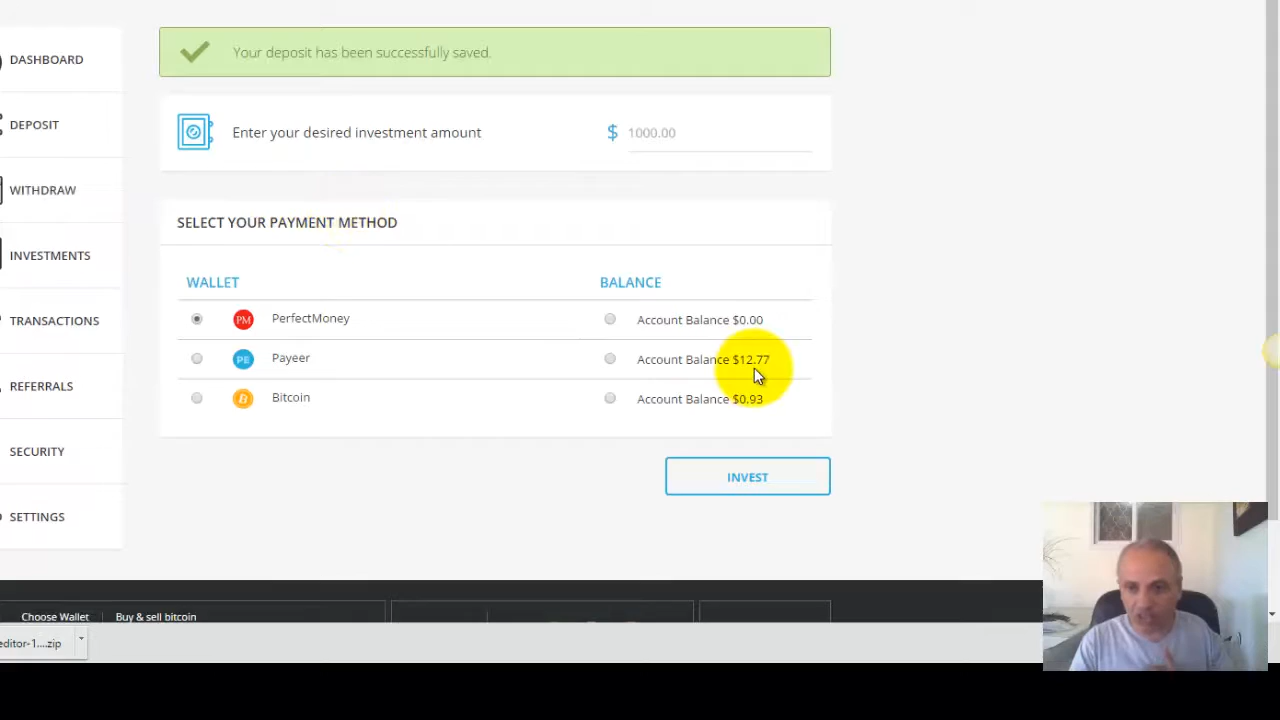 Your deposit has been successfully saved.
DASHBOARD
Enter your desired investment amount $ 1000.00
DEPOSIT
WITHDRAW
SELECT YOUR PAYMENT METHOD
INVESTMENTS
WALLET BALANCE
TRANSACTIONS
PM PerfectMoney Account Balance $0.00
PE Payeer Account Balance $12.77
REFERRALS
B Bitcoin Account Balance $0.93
SECURITY
INVEST
SETTINGS
Choose Wallet Buy & sell bitcoin
editor-1....zip